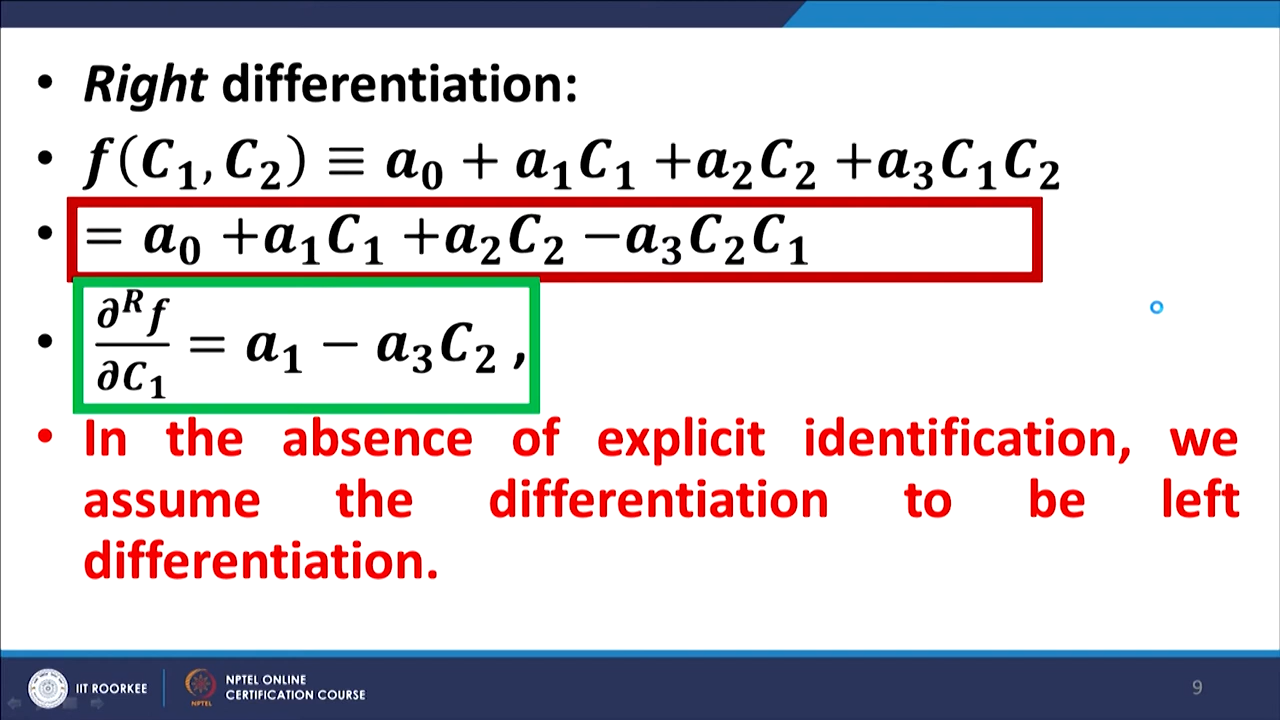 • Right differentiation:
• f(C₁, C₂) ≡ a₀ + a₁C₁ +a₂C₂ +a₃C₁C₂
• = a₀ +a₁C₁ +a₂C₂ −a₃C₂C₁
• ∂ᴿf/∂C₁ = a₁ − a₃C₂ ,
• In the absence of explicit identification, we
assume the differentiation to be left
differentiation.
IIT ROORKEE
NPTEL ONLINE
CERTIFICATION COURSE
NPTEL
9